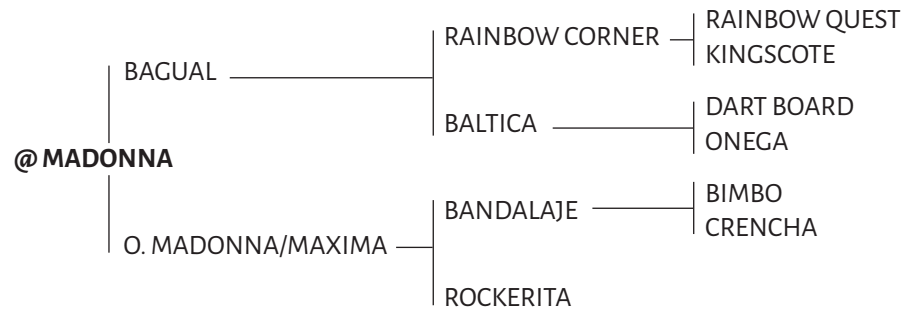 RAINBOW QUEST
RAINBOW CORNER
KINGSCOTE
BAGUAL
DART BOARD
BALTICA
ONEGA
@ MADONNA
BIMBO
BANDALAJE
CRENCHA
O. MADONNA/MAXIMA
ROCKERITA